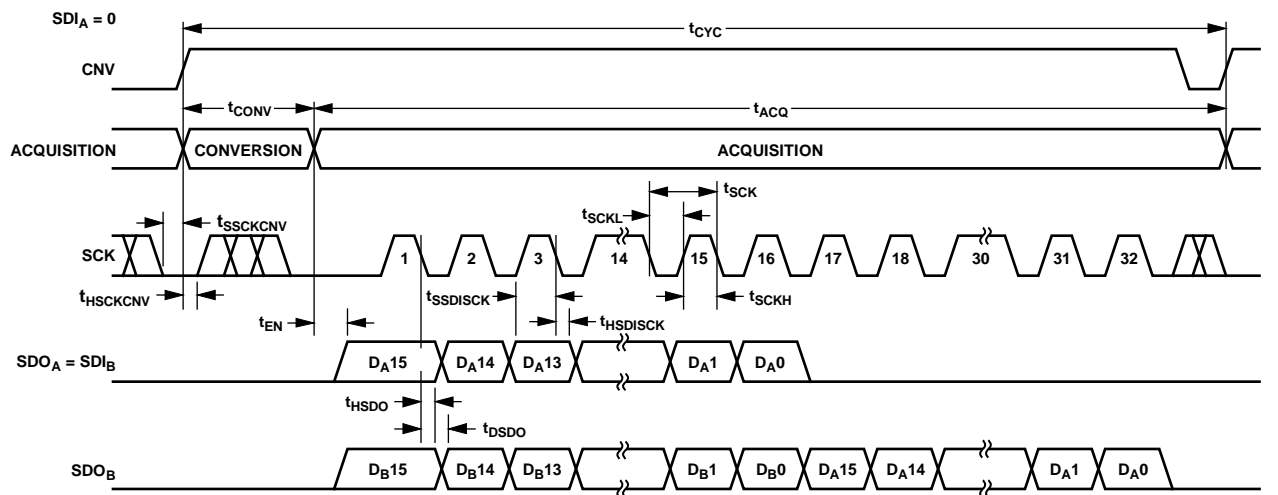 SDIA = 0
tCYC
CNV
tCONV
tACQ
ACQUISITION
CONVERSION
ACQUISITION
tSCK
tSSCKCNV
tSCKL
SCK
1
2
3
14
15
16
17
18
30
31
32
tHSCKCNV
tSSDISCK
tSCKH
tEN
tHSDISCK
SDOA = SDIB
DA15
DA14
DA13
DA1
DA0
tHSDO
tDSDO
SDOB
DB15
DB14
DB13
DB1
DB0
DA15
DA14
DA1
DA0